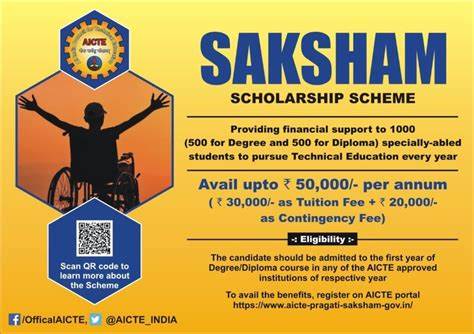 AICTE
SAKSHAM
SCHOLARSHIP SCHEME
Providing financial support to 1000
(500 for Degree and 500 for Diploma) specially-abled
students to pursue Technical Education every year
Avail upto ₹ 50,000/- per annum
( ₹ 30,000/- as Tuition Fee + ₹ 20,000/-
as Contingency Fee)
-: Eligibility :-
The candidate should be admitted to the first year of
Degree/Diploma course in any of the AICTE approved
institutions of respective year
To avail the benefits, register on AICTE portal
https://www.aicte-pragati-saksham-gov.in/
Scan QR code to
learn more about
the Scheme
/OfficalAICTE, @AICTE_INDIA